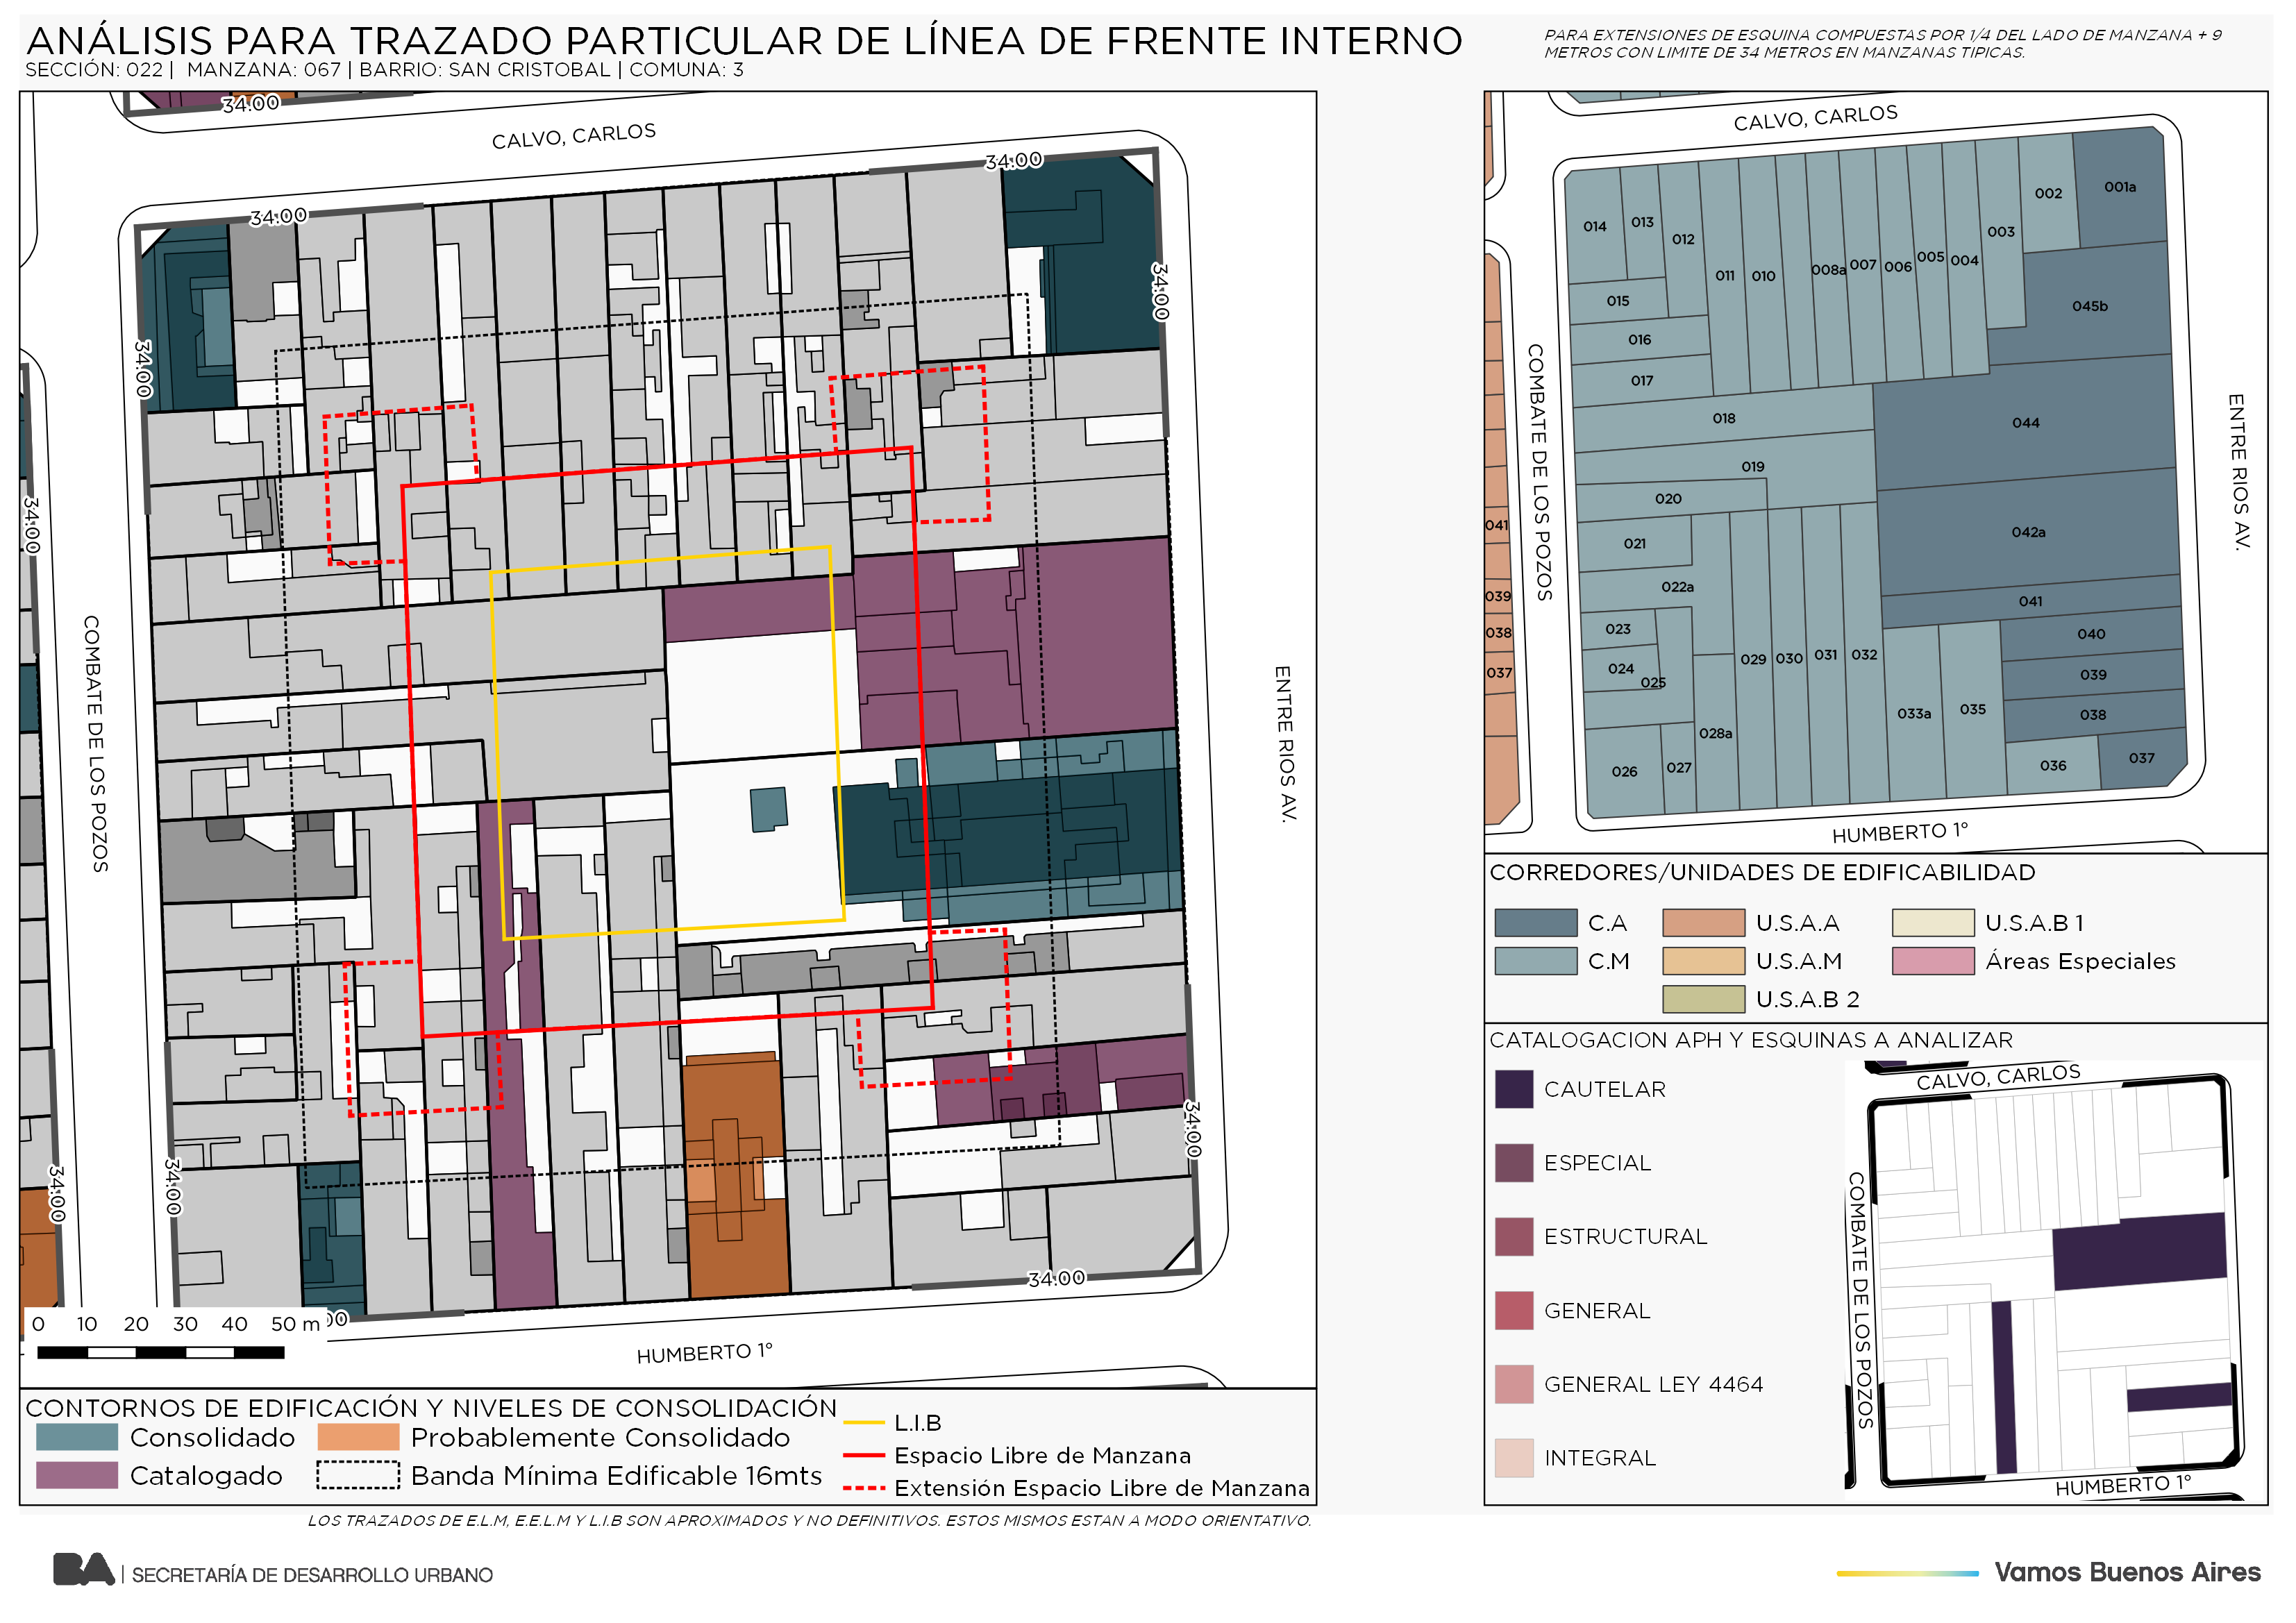 ANÁLISIS PARA TRAZADO PARTICULAR DE LÍNEA DE FRENTE INTERNO
SECCIÓN: 022 | MANZANA: 067 | BARRIO: SAN CRISTOBAL | COMUNA: 3
PARA EXTENSIONES DE ESQUINA COMPUESTAS POR 1/4 DEL LADO DE MANZANA + 9
METROS CON LIMITE DE 34 METROS EN MANZANAS TIPICAS.
34.00
CALVO, CARLOS
34.00
34.00
34.00
34.00
34.00
COMBATE DE LOS POZOS
ENTRE RIOS AV.
34.00
34.00
34.00
34.00
00
0 10 20 30 40 50 m
HUMBERTO 1°
CONTORNOS DE EDIFICACIÓN Y NIVELES DE CONSOLIDACIÓN
Consolidado
Probablemente Consolidado
Catalogado
Banda Mínima Edificable 16mts
L.I.B
Espacio Libre de Manzana
Extensión Espacio Libre de Manzana
LOS TRAZADOS DE E.L.M, E.E.L.M Y L.I.B SON APROXIMADOS Y NO DEFINITIVOS. ESTOS MISMOS ESTAN A MODO ORIENTATIVO.
CALVO, CARLOS
COMBATE DE LOS POZOS
ENTRE RIOS AV.
HUMBERTO 1°
001a
002
003
004
005
006
007
008a
010
011
012
013
014
015
016
017
018
019
020
021
022a
023
024
025
026
027
028a
029
030
031
032
033a
035
036
037
038
039
040
041
042a
044
045b
041
039
038
037
CORREDORES/UNIDADES DE EDIFICABILIDAD
C.A
U.S.A.A
U.S.A.B 1
C.M
U.S.A.M
Áreas Especiales
U.S.A.B 2
CATALOGACION APH Y ESQUINAS A ANALIZAR
CAUTELAR
ESPECIAL
ESTRUCTURAL
GENERAL
GENERAL LEY 4464
INTEGRAL
CALVO, CARLOS
COMBATE DE LOS POZOS
HUMBERTO 1°
BA | SECRETARÍA DE DESARROLLO URBANO
Vamos Buenos Aires